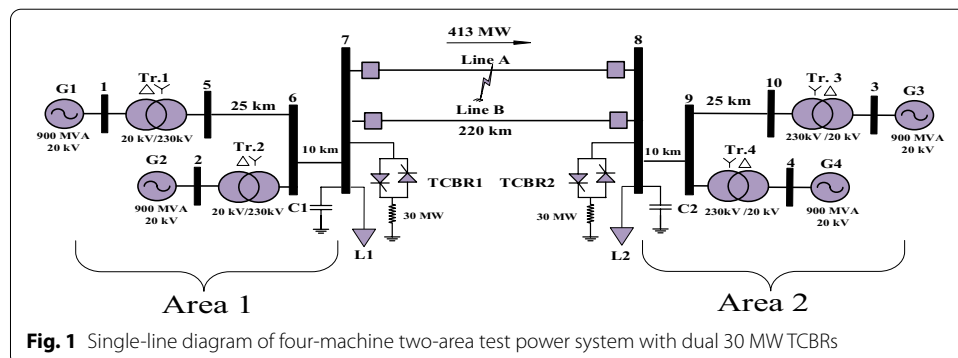 413 MW
7
8
Line A
Line B
220 km
G1
1
Tr.1
5
25 km
6
900 MVA
20 kV
20 kV/230kV
G2
2
Tr.2
10 km
900 MVA
20 kV
20 kV/230kV
C1
L1
TCBR1
30 MW
TCBR2
30 MW
L2
C2
10 km
9
25 km
10
Tr. 3
3
G3
230kV/20 kV
900 MVA
20 kV
Tr.4
4
G4
230kV /20 kV
900 MVA
20 kV
Area 1
Area 2
Fig. 1 Single-line diagram of four-machine two-area test power system with dual 30 MW TCBRs